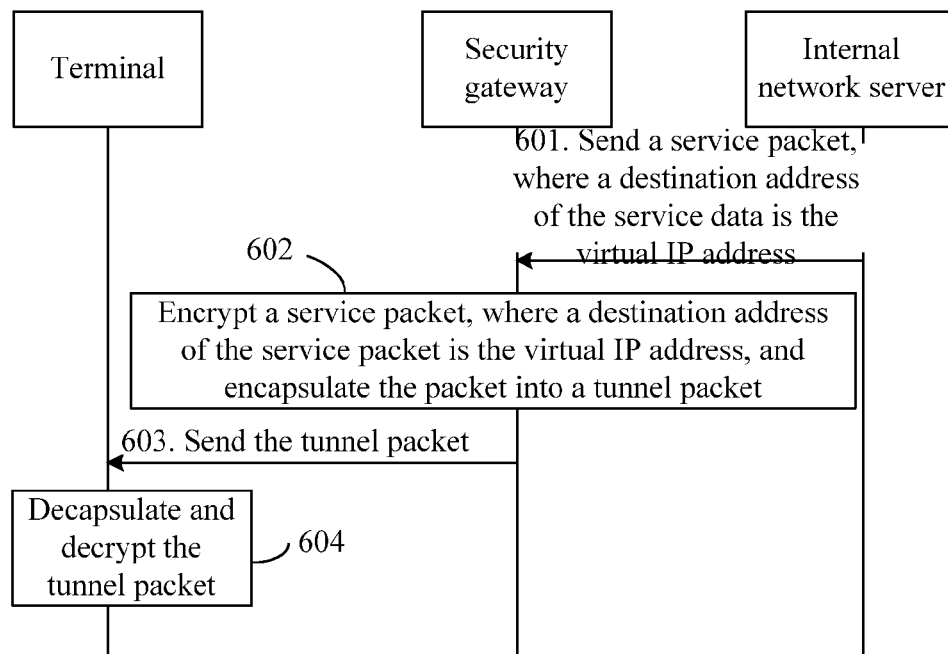 Terminal
Security
gateway
Internal
network server
601. Send a service packet,
where a destination address
of the service data is the
virtual IP address
602
Encrypt a service packet, where a destination address
of the service packet is the virtual IP address, and
encapsulate the packet into a tunnel packet
603. Send the tunnel packet
Decapsulate and
decrypt the
tunnel packet
604